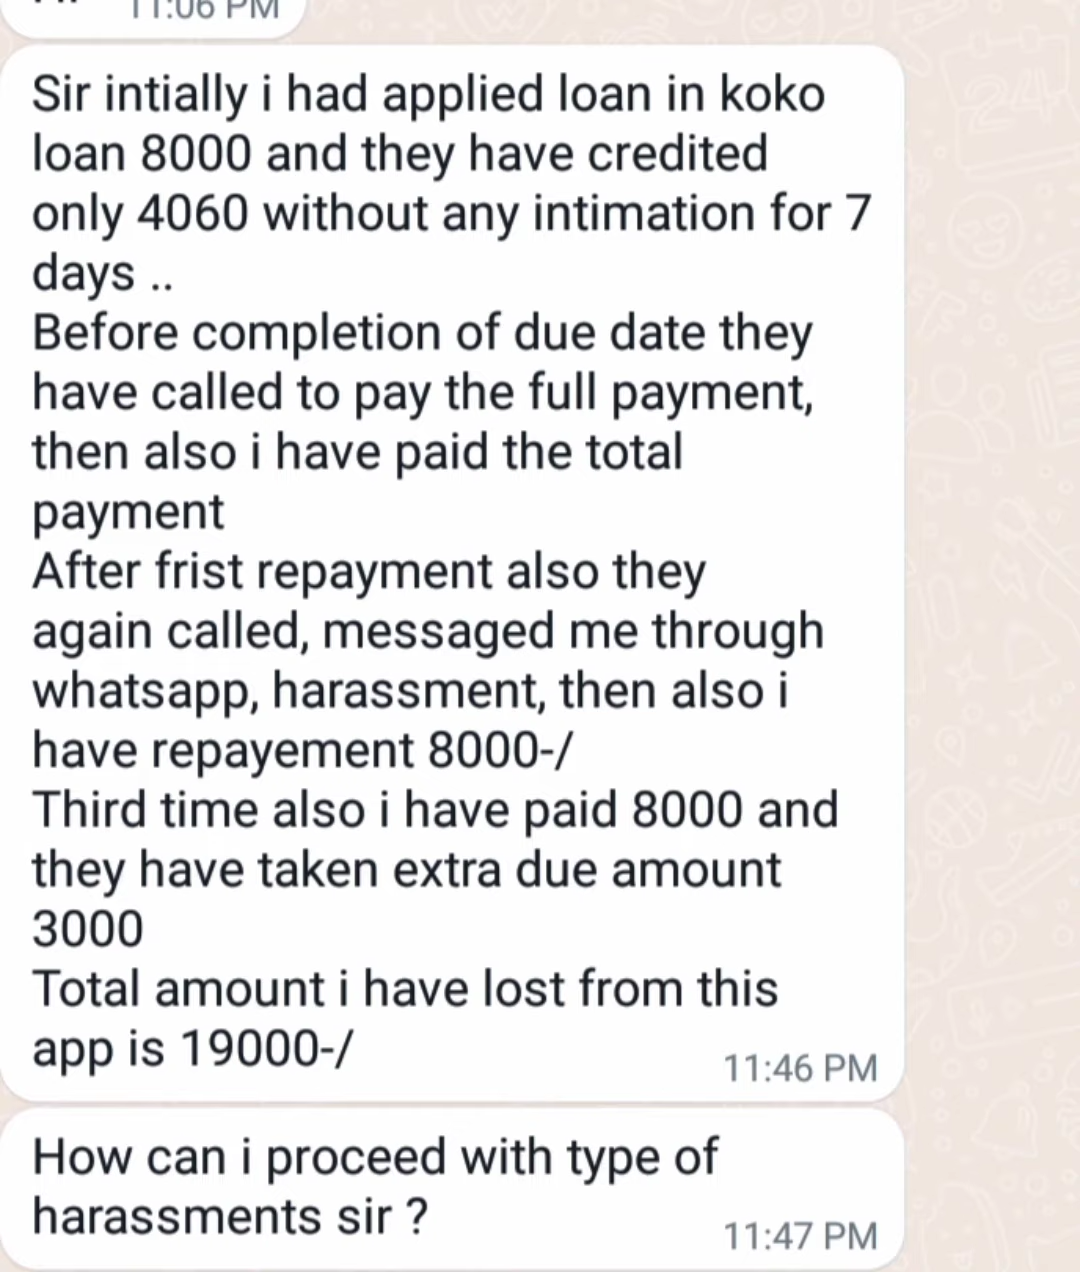 11:06 PM
Sir intially i had applied loan in koko
loan 8000 and they have credited
only 4060 without any intimation for 7
days ..
Before completion of due date they
have called to pay the full payment,
then also i have paid the total
payment
After frist repayment also they
again called, messaged me through
whatsapp, harassment, then also i
have repayement 8000-/
Third time also i have paid 8000 and
they have taken extra due amount
3000
Total amount i have lost from this
app is 19000-/
11:46 PM
How can i proceed with type of
harassments sir ?
11:47 PM